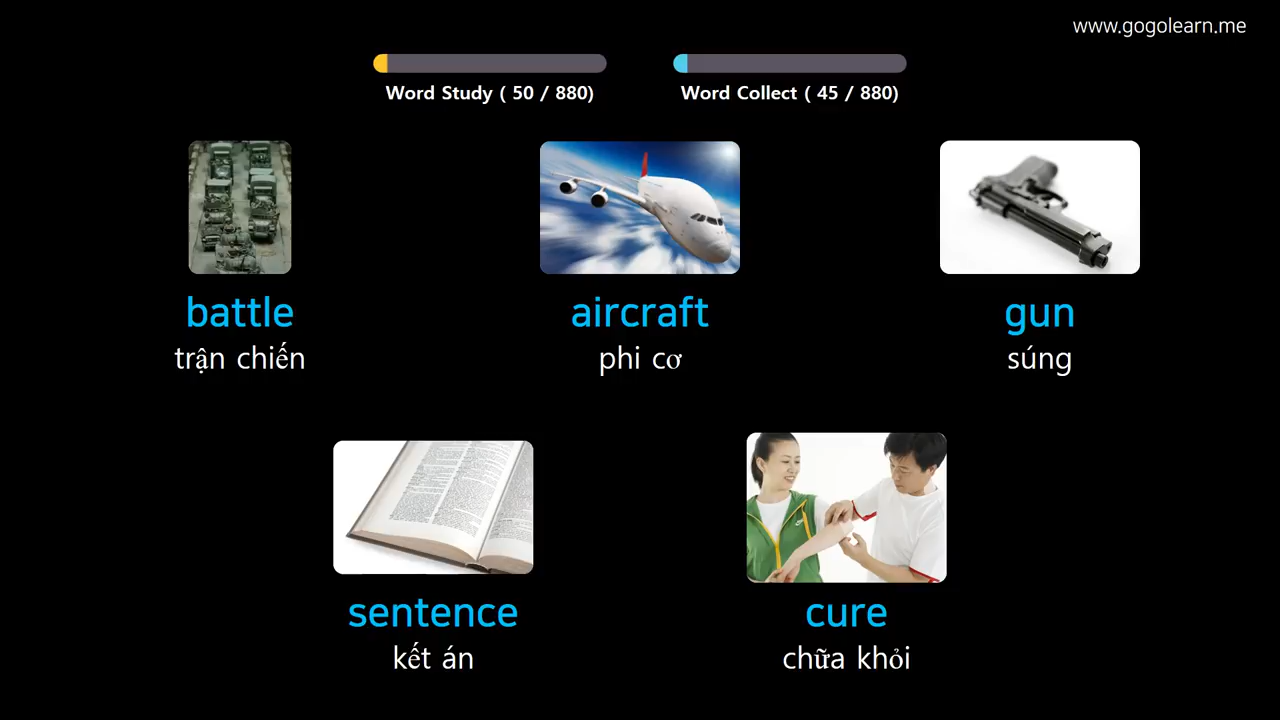 www.gogolearn.me
Word Study ( 50 / 880)
Word Collect ( 45 / 880)
battle
trận chiến
aircraft
phi cơ
gun
súng
sentence
kết án
cure
chữa khỏi